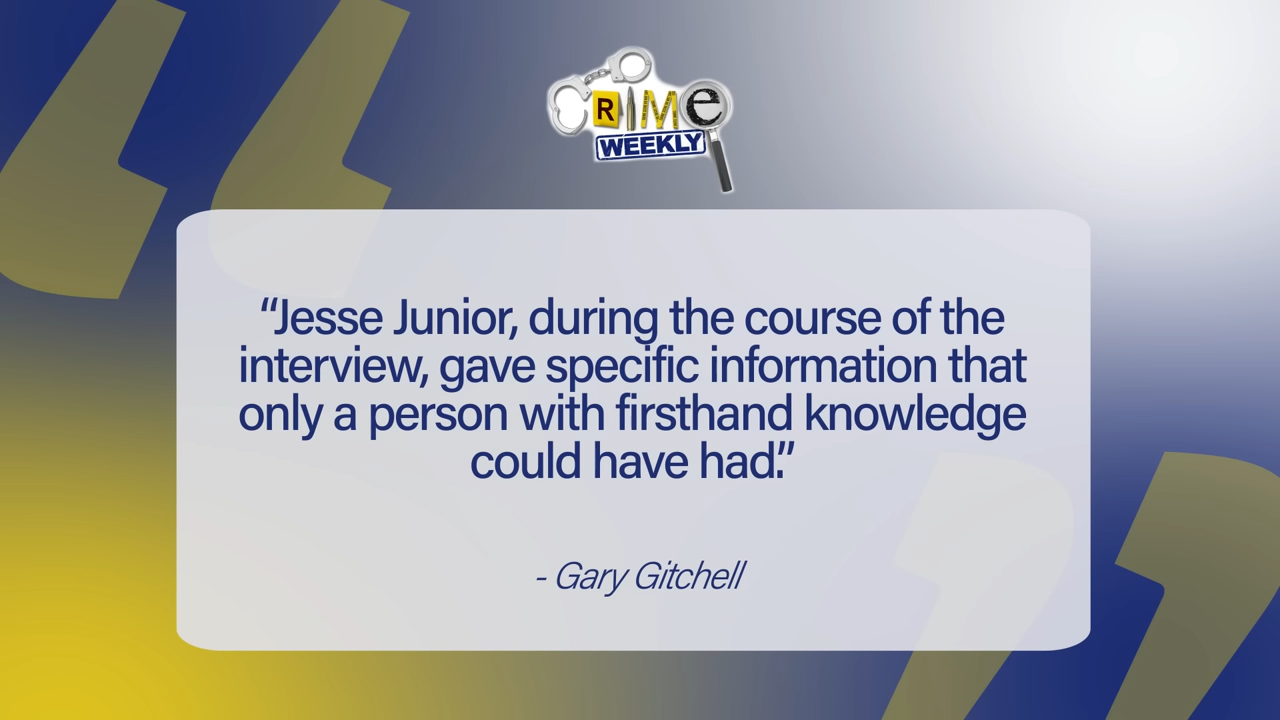 CRIMe
WEEKLY
“Jesse Junior, during the course of the
interview, gave specific information that
only a person with firsthand knowledge
could have had.”
- Gary Gitchell